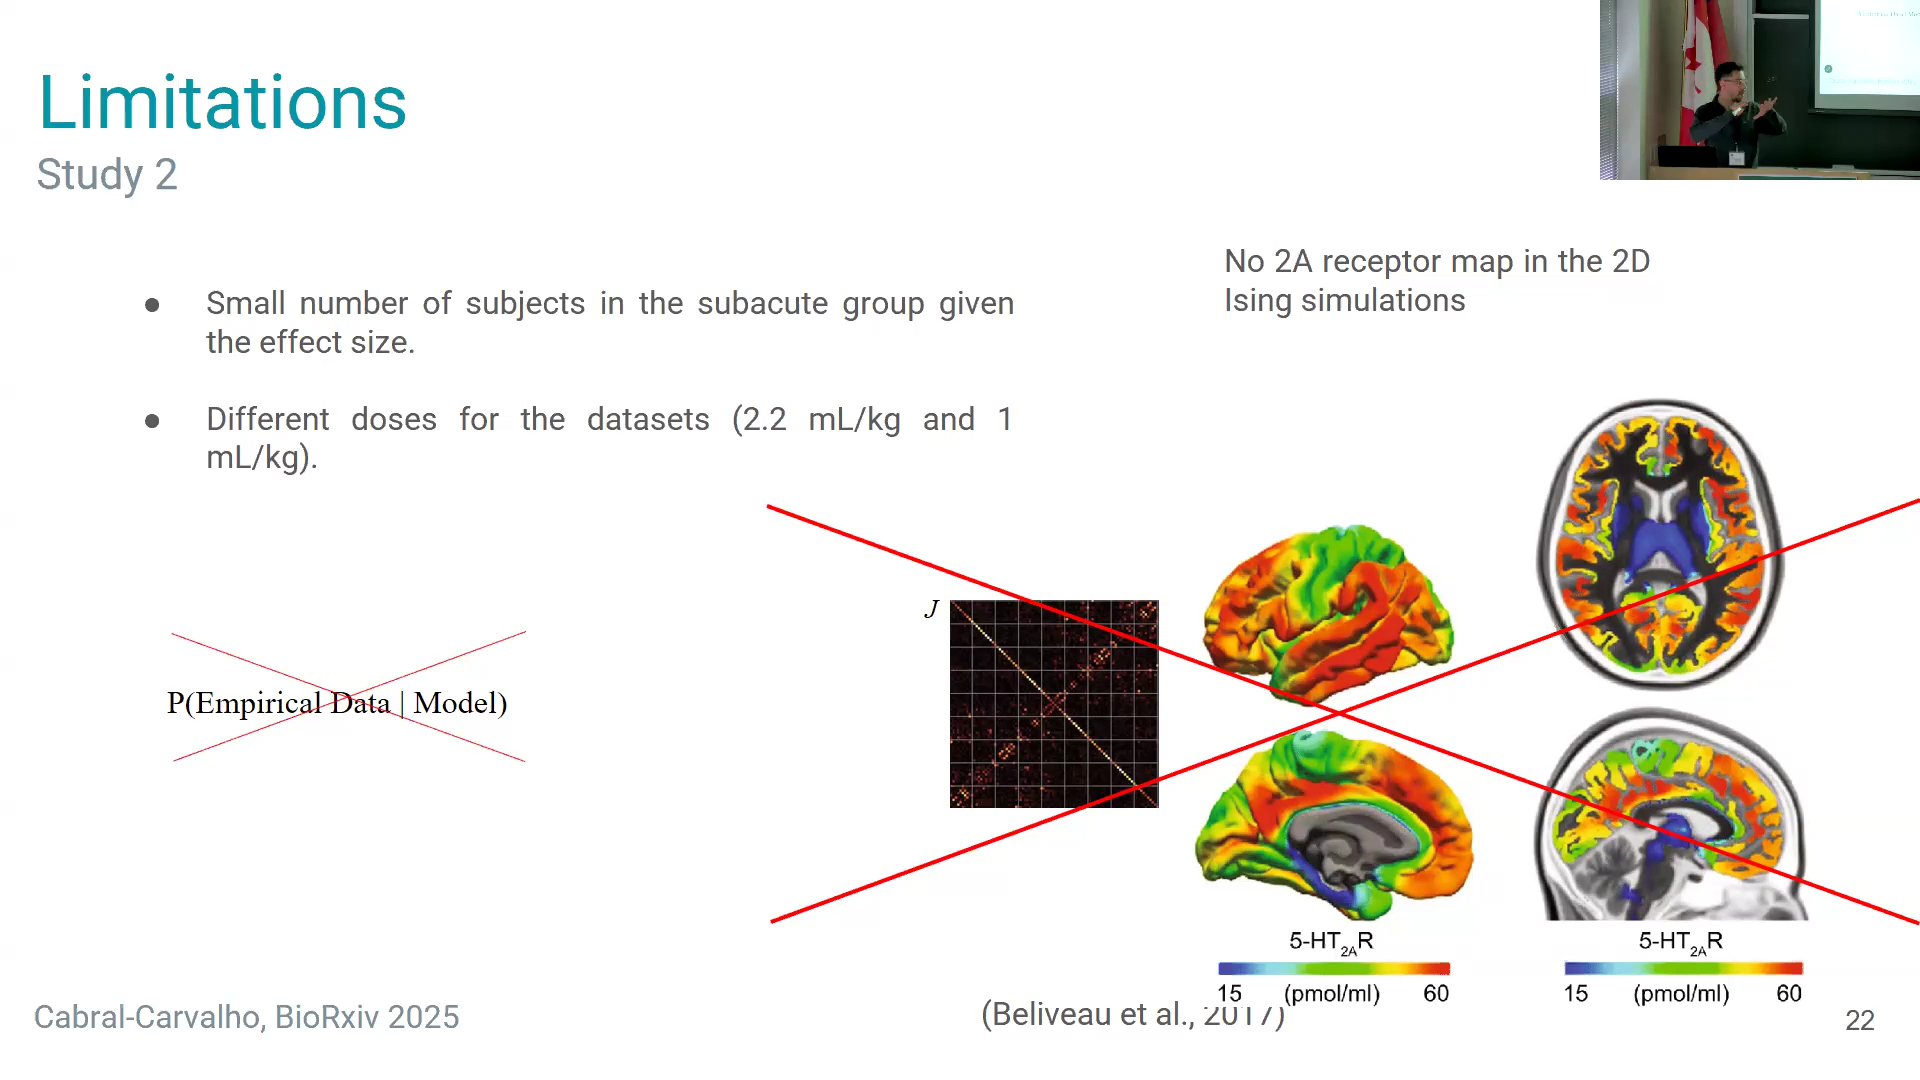 Limitations
Study 2
● Small number of subjects in the subacute group given
the effect size.
● Different doses for the datasets (2.2 mL/kg and 1
mL/kg).
No 2A receptor map in the 2D
Ising simulations
P(Empirical Data | Model)
J
5-HT2AR
15 (pmol/ml) 60
5-HT2AR
15 (pmol/ml) 60
(Beliveau et al., 2017)
Cabral-Carvalho, BioRxiv 2025
22